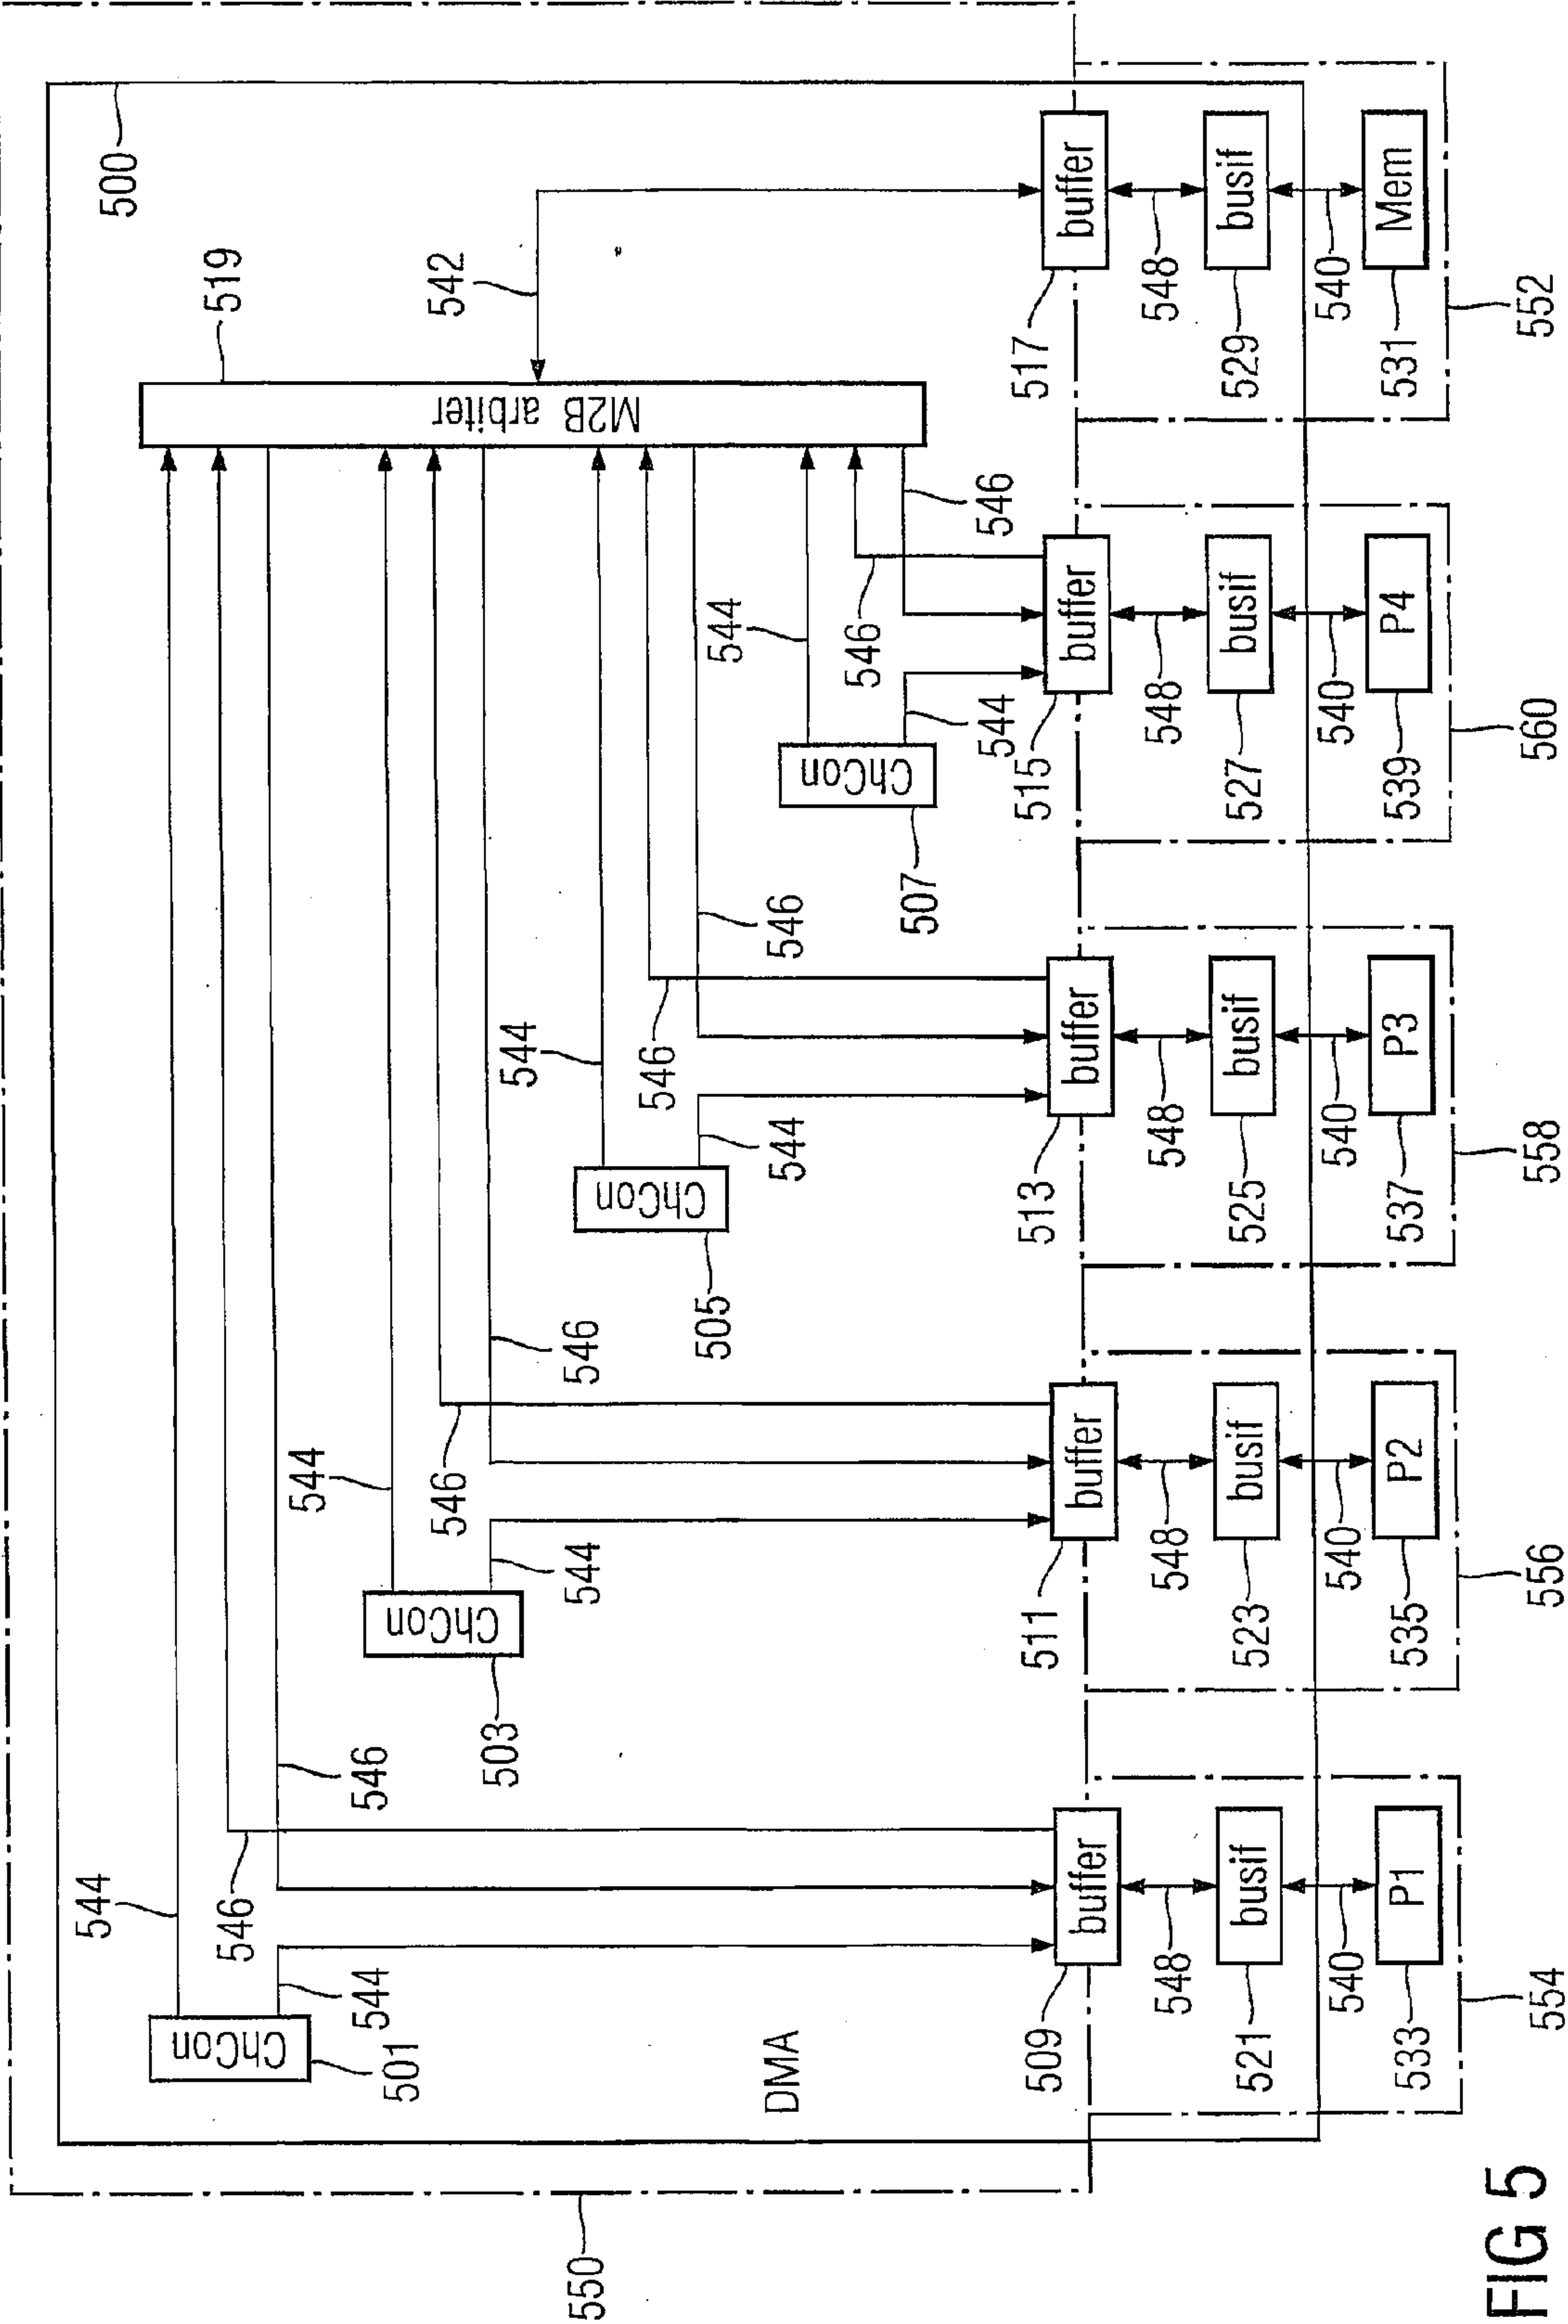 500
519
M2B arbiter
542
544
546
546
544
ChCon
501
544
546
546
544
ChCon
503
544
546
546
544
ChCon
505
544
546
546
544
ChCon
507
DMA
550
509
buffer
511
buffer
513
buffer
515
buffer
517
buffer
548
548
548
548
548
521
busif
523
busif
525
busif
527
busif
529
busif
540
540
540
540
540
533
P1
535
P2
537
P3
539
P4
531
Mem
554
556
558
560
552
FIG 5